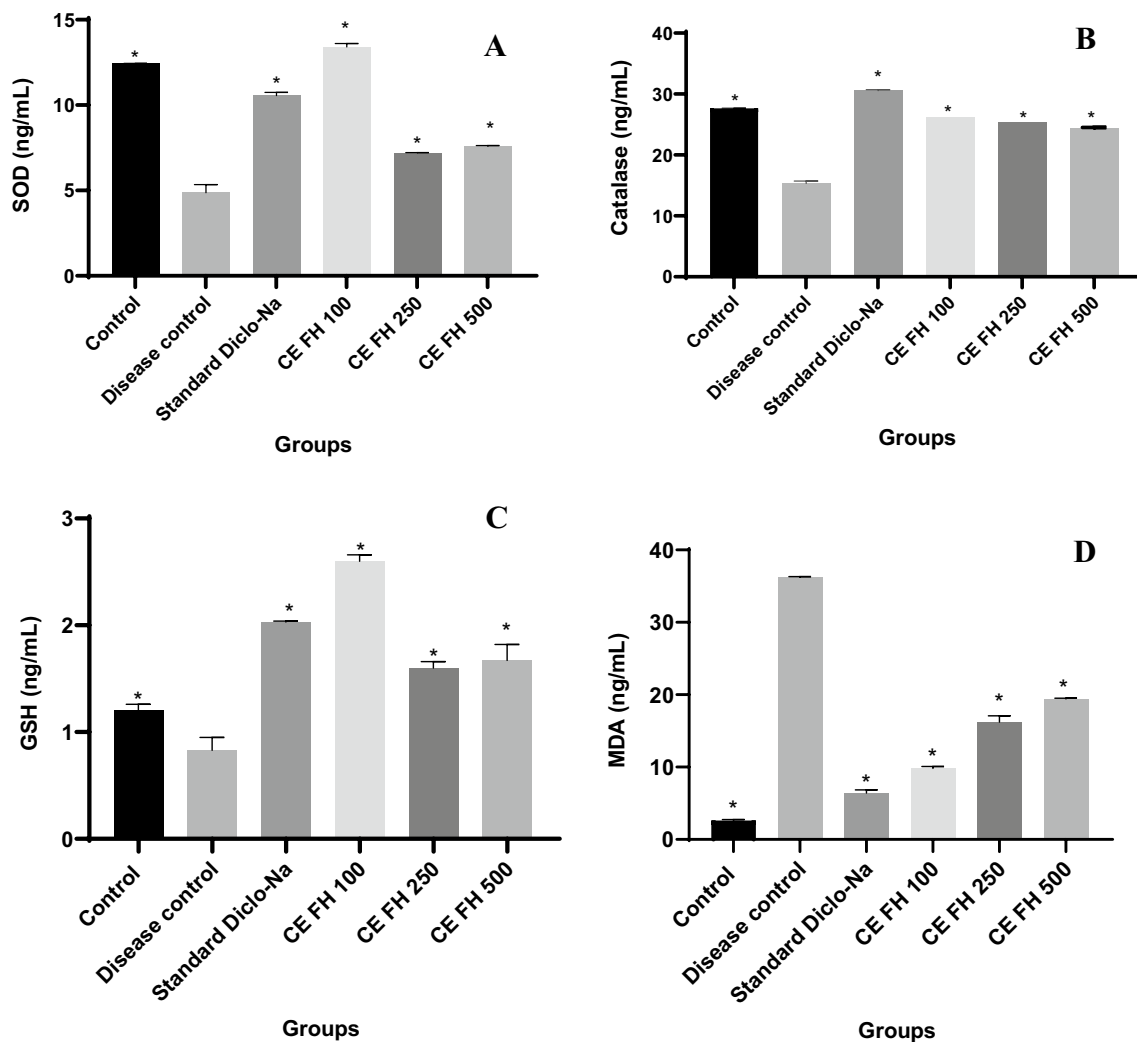 A
SOD (ng/mL)
15
10
5
0
*
*
*
*
*
Control
Disease control
Standard Diclo-Na
CE FH 100
CE FH 250
CE FH 500
Groups
B
Catalase (ng/mL)
40
30
20
10
0
*
*
*
*
*
Control
Disease control
Standard Diclo-Na
CE FH 100
CE FH 250
CE FH 500
Groups
C
GSH (ng/mL)
3
2
1
0
*
*
*
*
*
Control
Disease control
Standard Diclo-Na
CE FH 100
CE FH 250
CE FH 500
Groups
D
MDA (ng/mL)
40
30
20
10
0
*
*
*
*
*
Control
Disease control
Standard Diclo-Na
CE FH 100
CE FH 250
CE FH 500
Groups